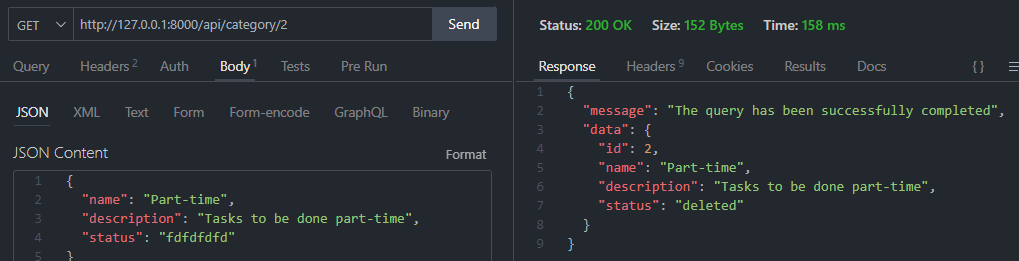 GET http://127.0.0.1:8000/api/category/2 Send
Status: 200 OK Size: 152 Bytes Time: 158 ms
Query Headers 2 Auth Body 1 Tests Pre Run
Response Headers 9 Cookies Results Docs { }
JSON XML Text Form Form-encode GraphQL Binary
JSON Content Format
1 {
2 "name": "Part-time",
3 "description": "Tasks to be done part-time",
4 "status": "fdfdfdfd"
5 }
1 {
2 "message": "The query has been successfully completed",
3 "data": {
4 "id": 2,
5 "name": "Part-time",
6 "description": "Tasks to be done part-time",
7 "status": "deleted"
8 }
9 }